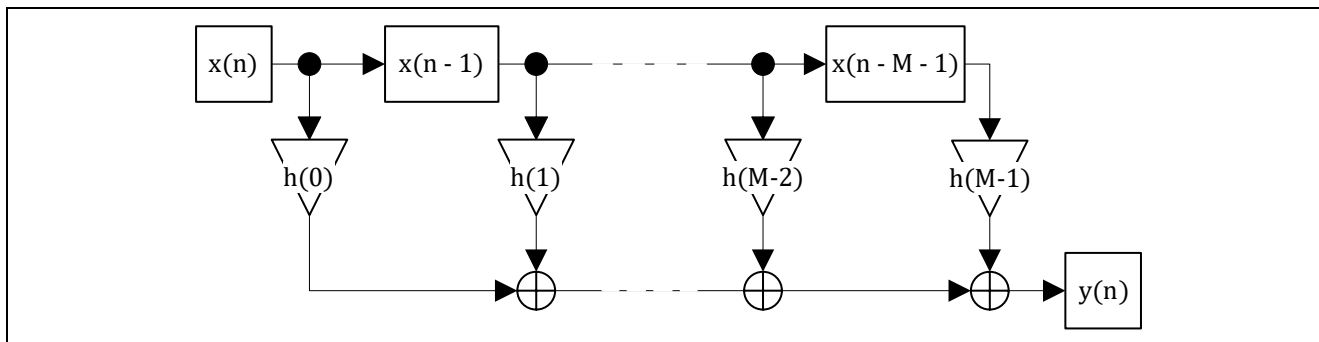 x(n)
x(n - 1)
x(n - M - 1)
h(0)
h(1)
h(M-2)
h(M-1)
y(n)